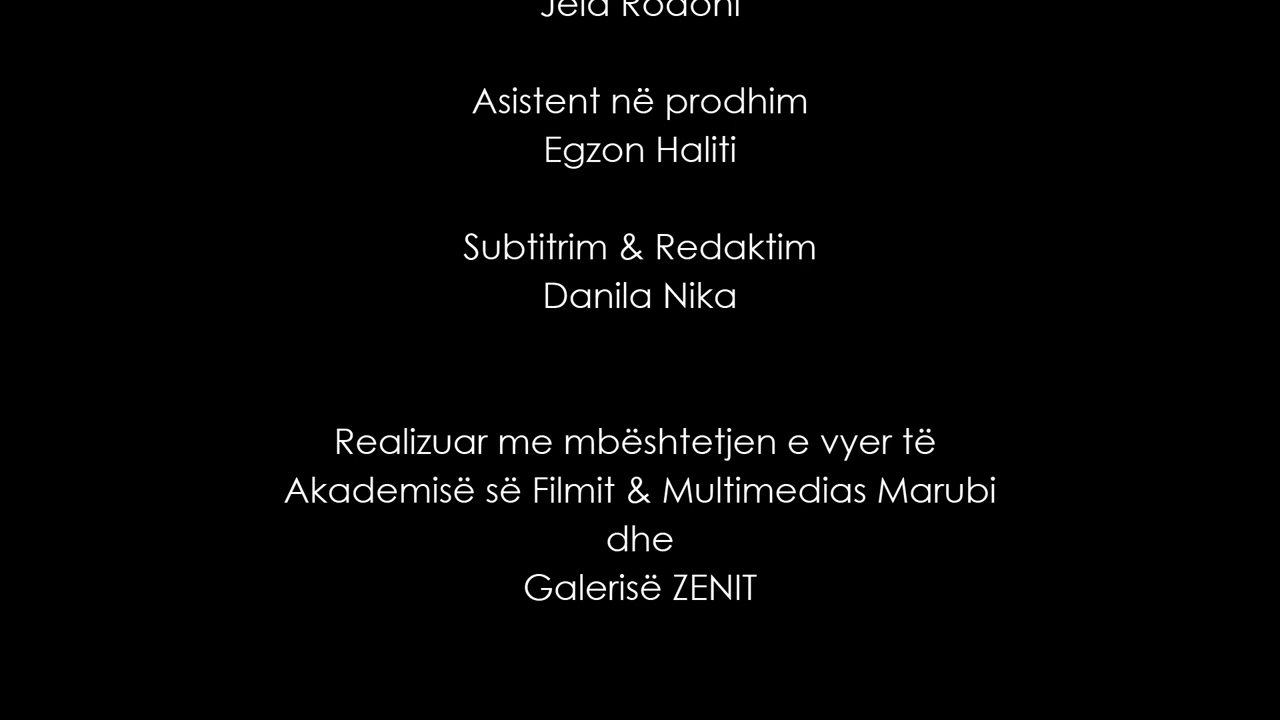 Asistent në prodhim
Egzon Haliti
Subtitrim & Redaktim
Danila Nika
Realizuar me mbështetjen e vyer të
Akademisë së Filmit & Multimedias Marubi
dhe
Galerisë ZENIT